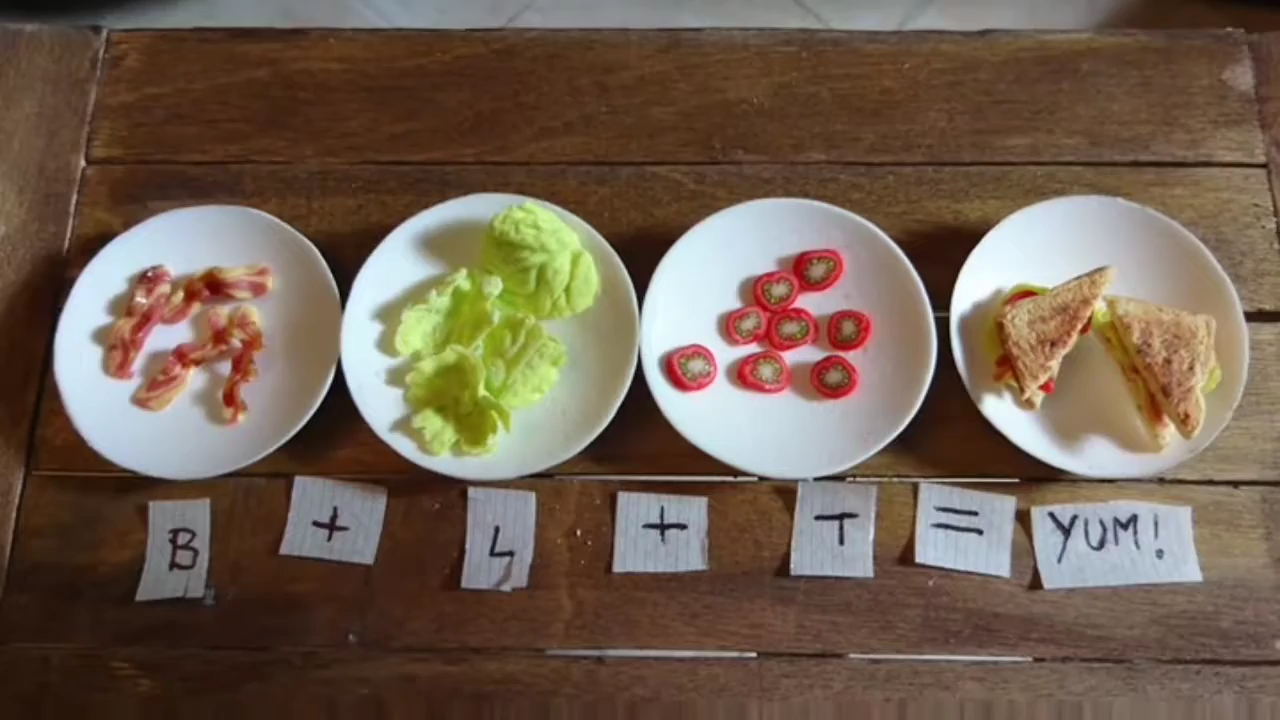 B + L + T = YUM!